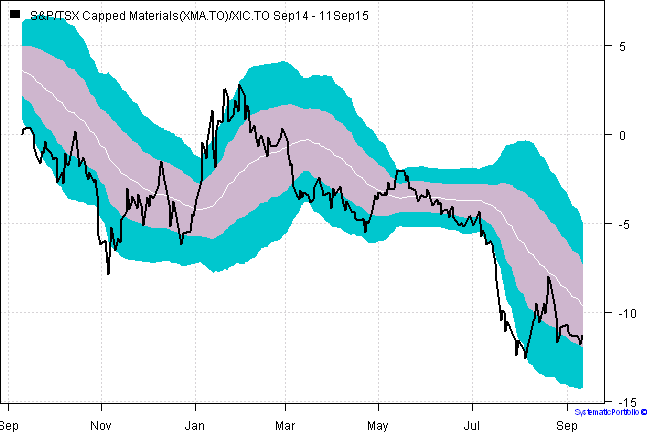 S&P/TSX Capped Materials(XMA.TO)/XIC.TO Sep14 - 11Sep15
5
0
-5
-10
-15
SystematicPortfolio ©
Sep Nov Jan Mar May Jul Sep